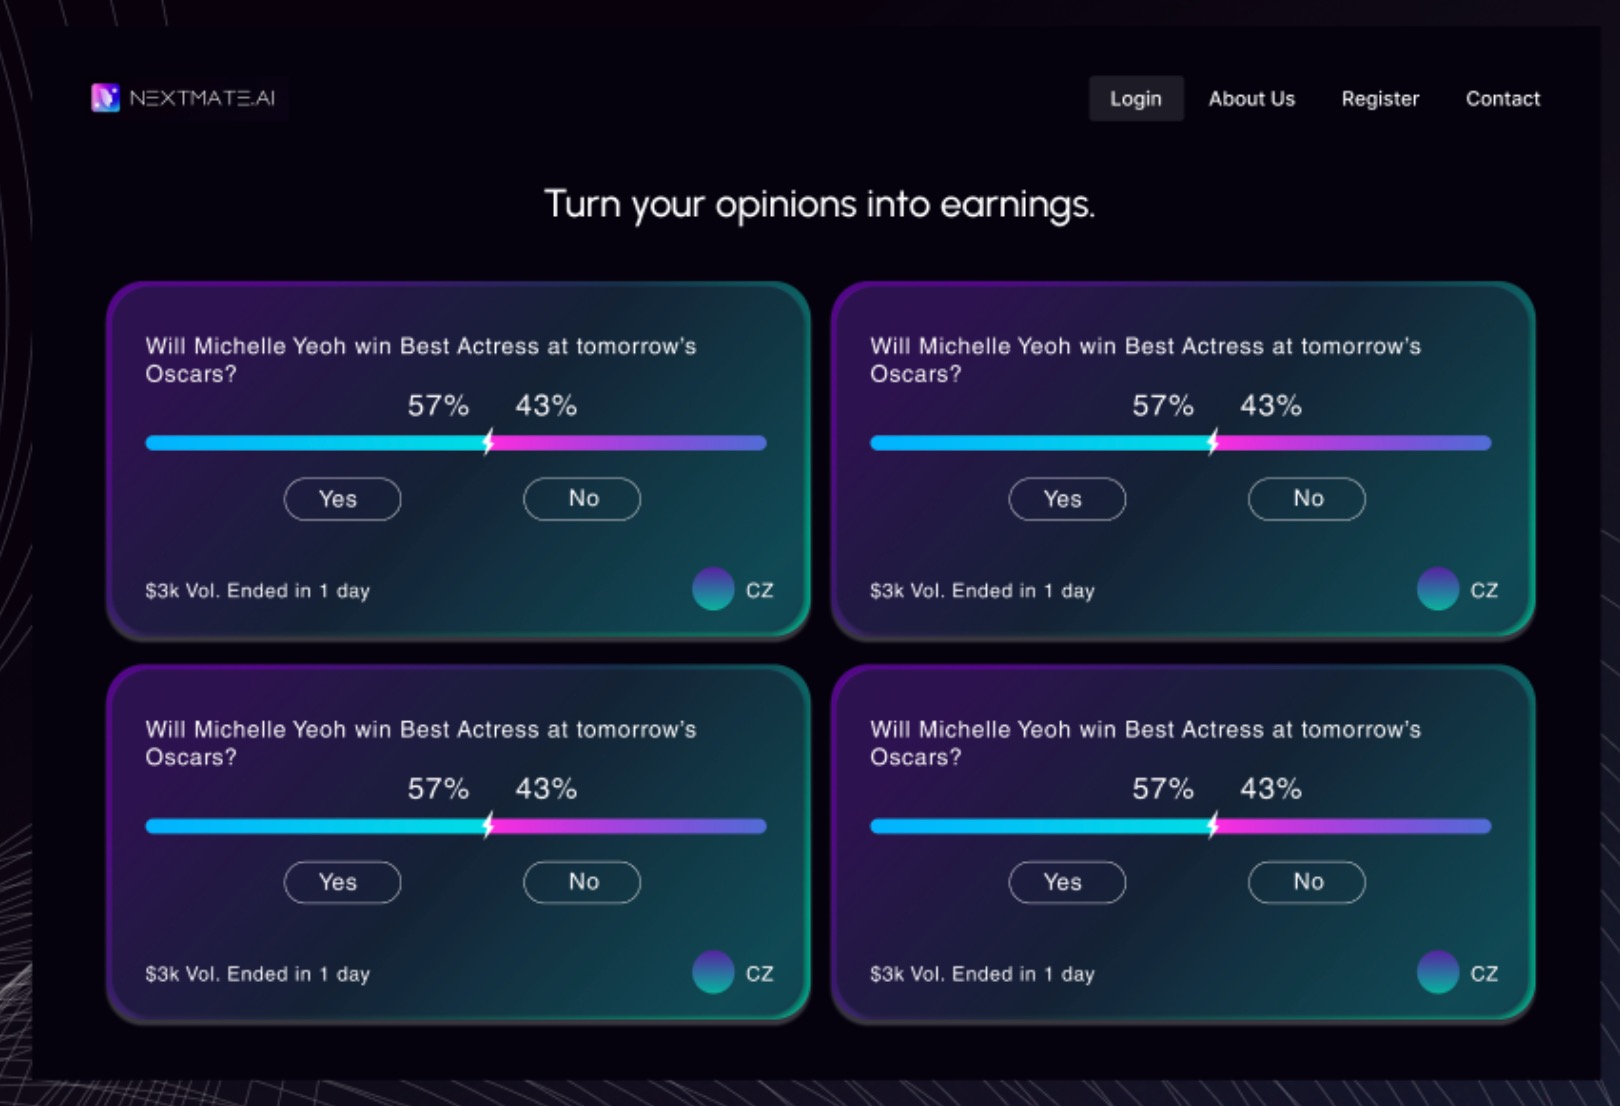 NEXTMATE.AI
Login About Us Register Contact
Turn your opinions into earnings.
Will Michelle Yeoh win Best Actress at tomorrow's
Oscars?
57% 43%
Yes No
$3k Vol. Ended in 1 day CZ
Will Michelle Yeoh win Best Actress at tomorrow's
Oscars?
57% 43%
Yes No
$3k Vol. Ended in 1 day CZ
Will Michelle Yeoh win Best Actress at tomorrow's
Oscars?
57% 43%
Yes No
$3k Vol. Ended in 1 day CZ
Will Michelle Yeoh win Best Actress at tomorrow's
Oscars?
57% 43%
Yes No
$3k Vol. Ended in 1 day CZ